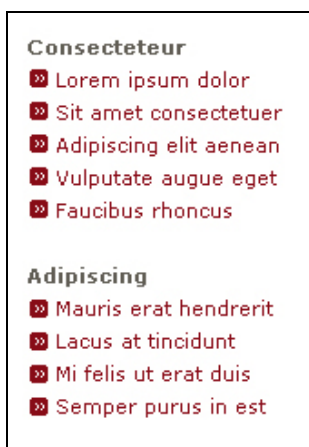 Consecteteur
Lorem ipsum dolor
Sit amet consectetuer
Adipiscing elit aenean
Vulputate augue eget
Faucibus rhoncus
Adipiscing
Mauris erat hendrerit
Lacus at tincidunt
Mi felis ut erat duis
Semper purus in est